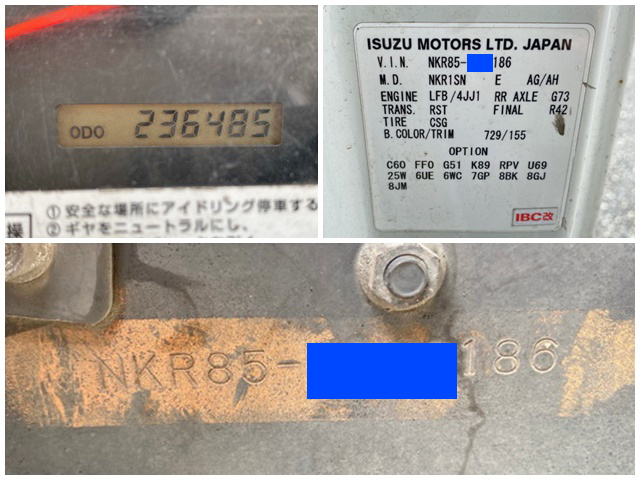 ODO 236485
① 安全な場所にアイドリング停車する
② ギヤをニュートラルにし、
操
ISUZU MOTORS LTD. JAPAN
V.I.N. NKR85- 186
M.D. NKR1SN E AG/AH
ENGINE LFB/4JJ1 RR AXLE G73
TRANS. RST FINAL R42
TIRE CSG
B.COLOR/TRIM 729/155
OPTION
C60 FF0 G51 K89 RPV U69
25W 6UE 6WC 7GP 8BK 8GJ
8JM
IBC改
NKR85- 186